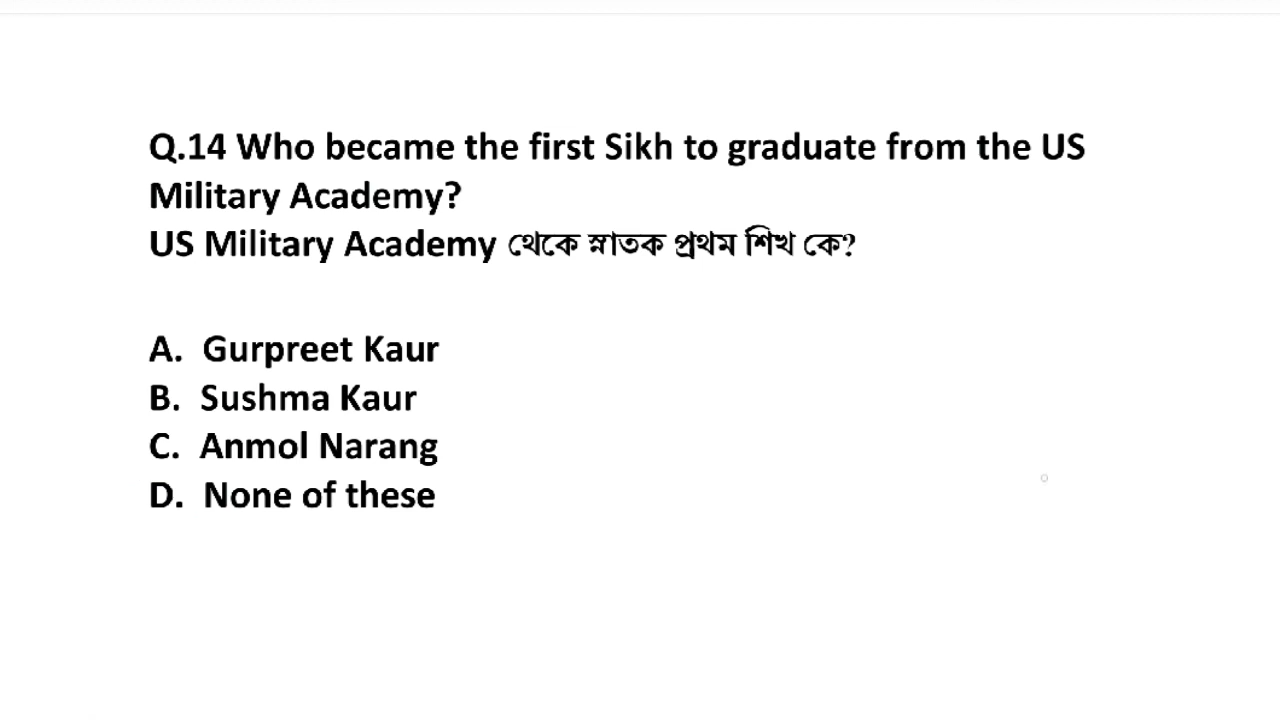 Q.14 Who became the first Sikh to graduate from the US
Military Academy?
US Military Academy থেকে স্নাতক প্রথম শিখ কে?
A. Gurpreet Kaur
B. Sushma Kaur
C. Anmol Narang
D. None of these